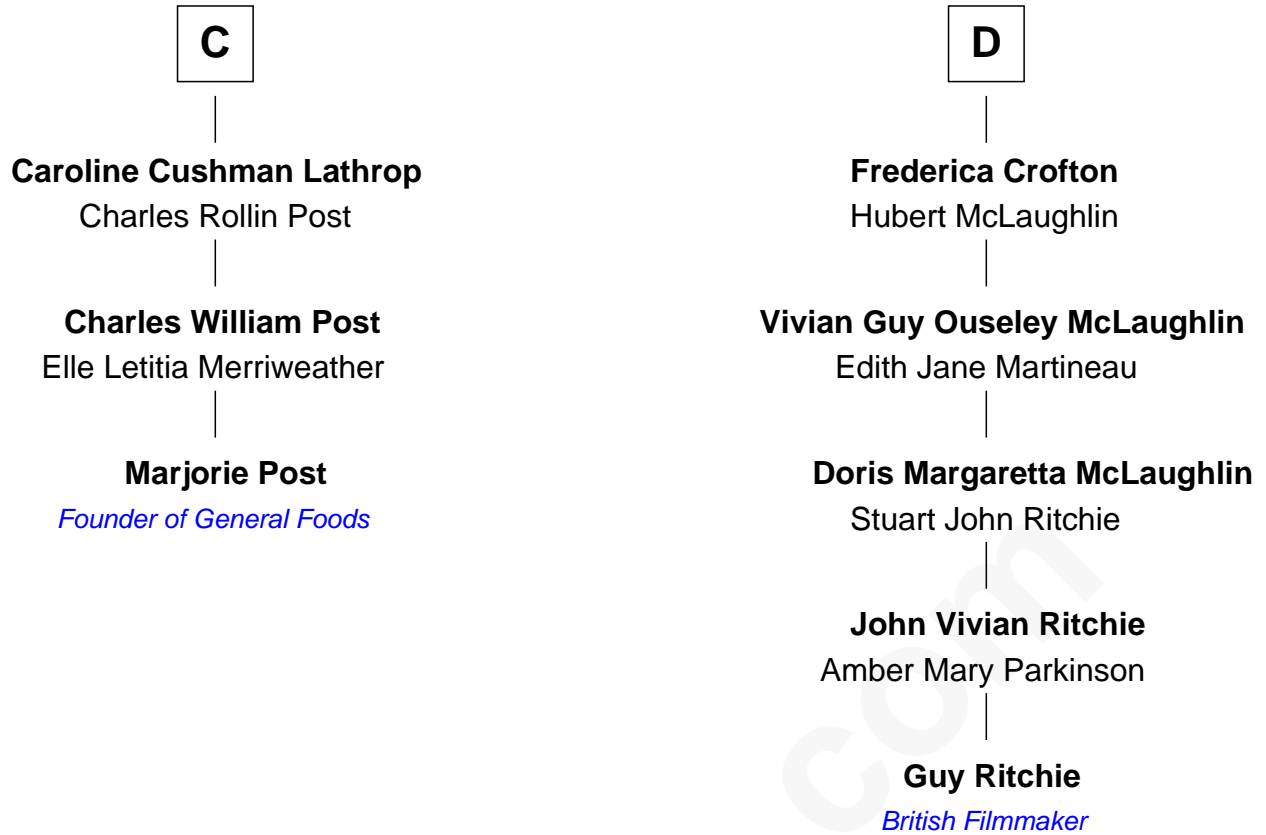 C
Caroline Cushman Lathrop
Charles Rollin Post
Charles William Post
Elle Letitia Merriweather
Marjorie Post
Founder of General Foods
D
Frederica Crofton
Hubert McLaughlin
Vivian Guy Ouseley McLaughlin
Edith Jane Martineau
Doris Margaretta McLaughlin
Stuart John Ritchie
John Vivian Ritchie
Amber Mary Parkinson
Guy Ritchie
British Filmmaker
com